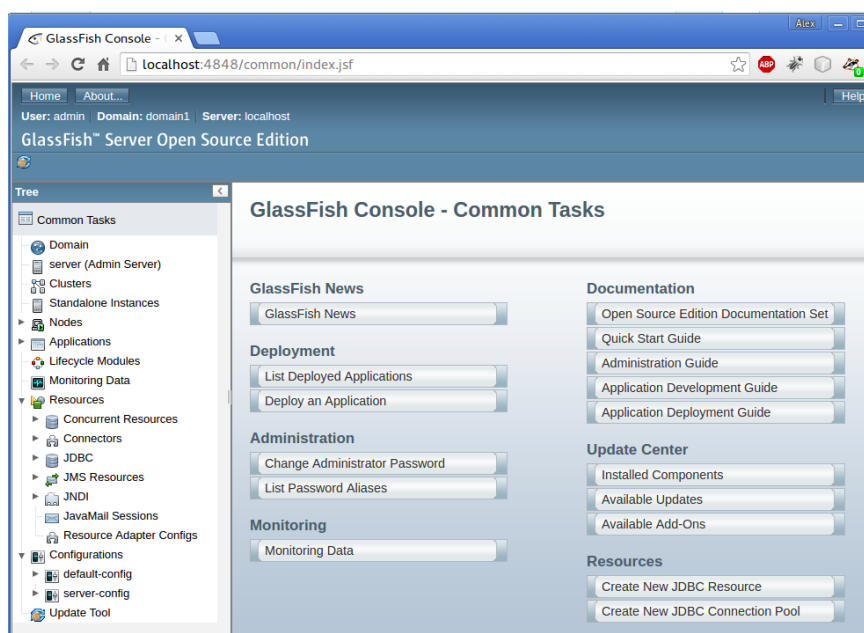 Alex
GlassFish Console -
localhost:4848/common/index.jsf
ABP
0
Home About... Help
User: admin Domain: domain1 Server: localhost
GlassFish™ Server Open Source Edition
Tree
Common Tasks
Domain
server (Admin Server)
Clusters
Standalone Instances
Nodes
Applications
Lifecycle Modules
Monitoring Data
Resources
Concurrent Resources
Connectors
JDBC
JMS Resources
JNDI
JavaMail Sessions
Resource Adapter Configs
Configurations
default-config
server-config
Update Tool
GlassFish Console - Common Tasks
GlassFish News
GlassFish News
Deployment
List Deployed Applications
Deploy an Application
Administration
Change Administrator Password
List Password Aliases
Monitoring
Monitoring Data
Documentation
Open Source Edition Documentation Set
Quick Start Guide
Administration Guide
Application Development Guide
Application Deployment Guide
Update Center
Installed Components
Available Updates
Available Add-Ons
Resources
Create New JDBC Resource
Create New JDBC Connection Pool